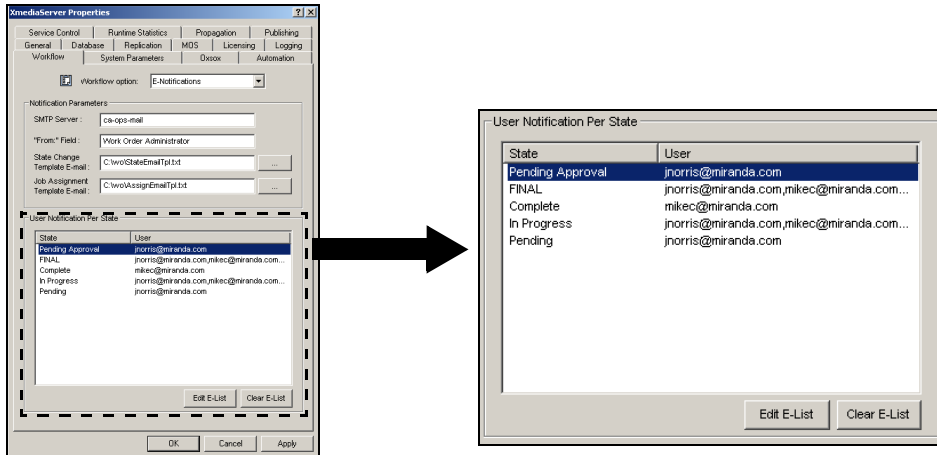 XmediaServer Properties
Service Control Runtime Statistics Propagation Publishing
General Database Replication MOS Licensing Logging
Workflow System Parameters Oxsox Automation
Workflow option: E-Notifications
Notification Parameters
SMTP Server : ca-ops-mail
"From:" Field : Work Order Administrator
State Change
Template E-mail : C:\wo\StateEmailTpl.txt ...
Job Assignment
Template E-mail : C:\wo\AssignEmailTpl.txt ...
User Notification Per State
State User
Pending Approval jnorris@miranda.com
FINAL jnorris@miranda.com,mikec@miranda.com...
Complete mikec@miranda.com
In Progress jnorris@miranda.com,mikec@miranda.com...
Pending jnorris@miranda.com
Edit E-List Clear E-List
OK Cancel Apply
User Notification Per State
State User
Pending Approval jnorris@miranda.com
FINAL jnorris@miranda.com,mikec@miranda.com...
Complete mikec@miranda.com
In Progress jnorris@miranda.com,mikec@miranda.com...
Pending jnorris@miranda.com
Edit E-List Clear E-List